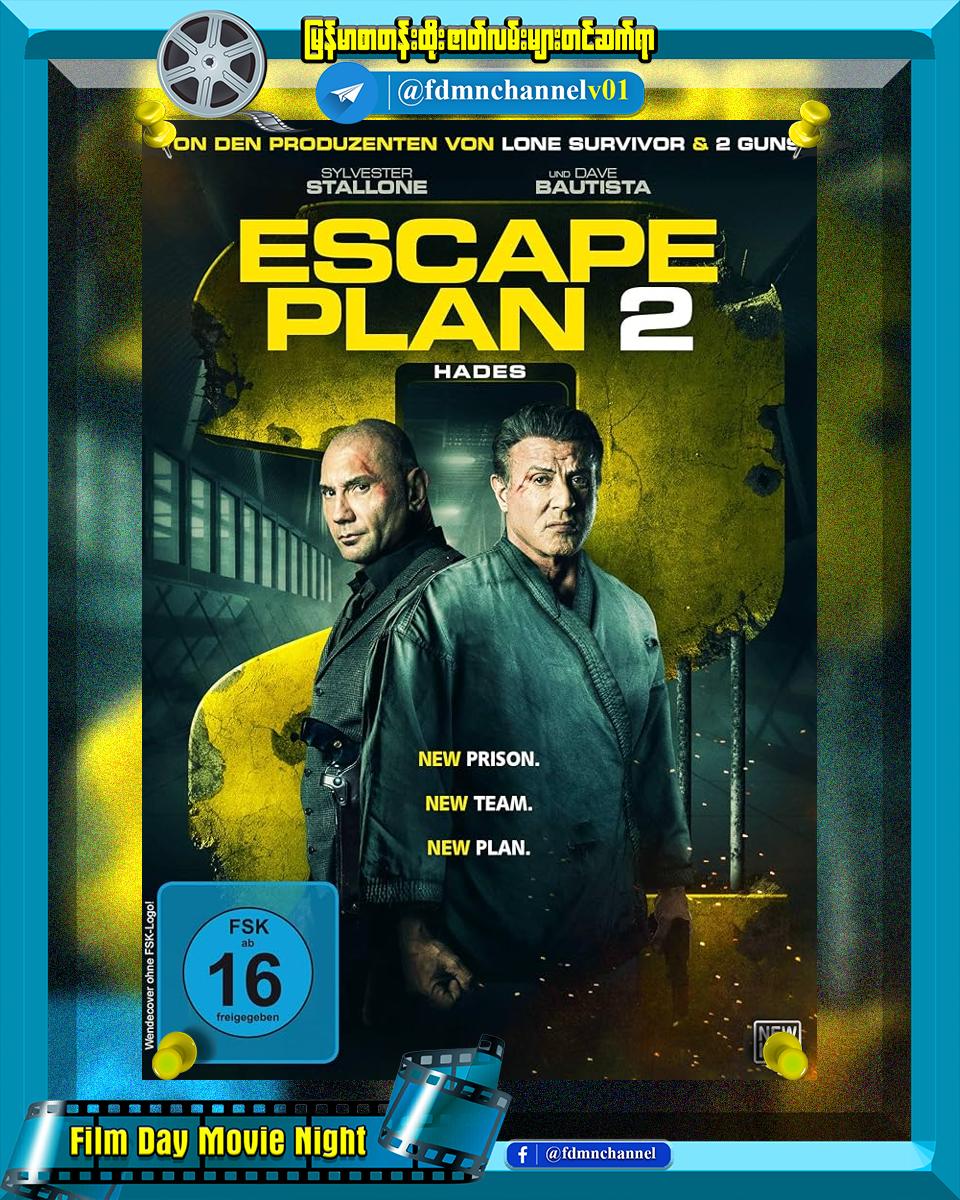 မြန်မာစာတန်းထိုးဇာတ်လမ်းများတင်ဆက်ရာ
@fdmnchannelv01
ON DEN PRODUZENTEN VON LONE SURVIVOR & 2 GUNS
SYLVESTER
STALLONE
UND DAVE
BAUTISTA
ESCAPE
PLAN 2
HADES
NEW PRISON.
NEW TEAM.
NEW PLAN.
Wendecover ohne FSK-Logo!
FSK
ab
16
freigegeben
NEW
Film Day Movie Night
f @fdmnchannel